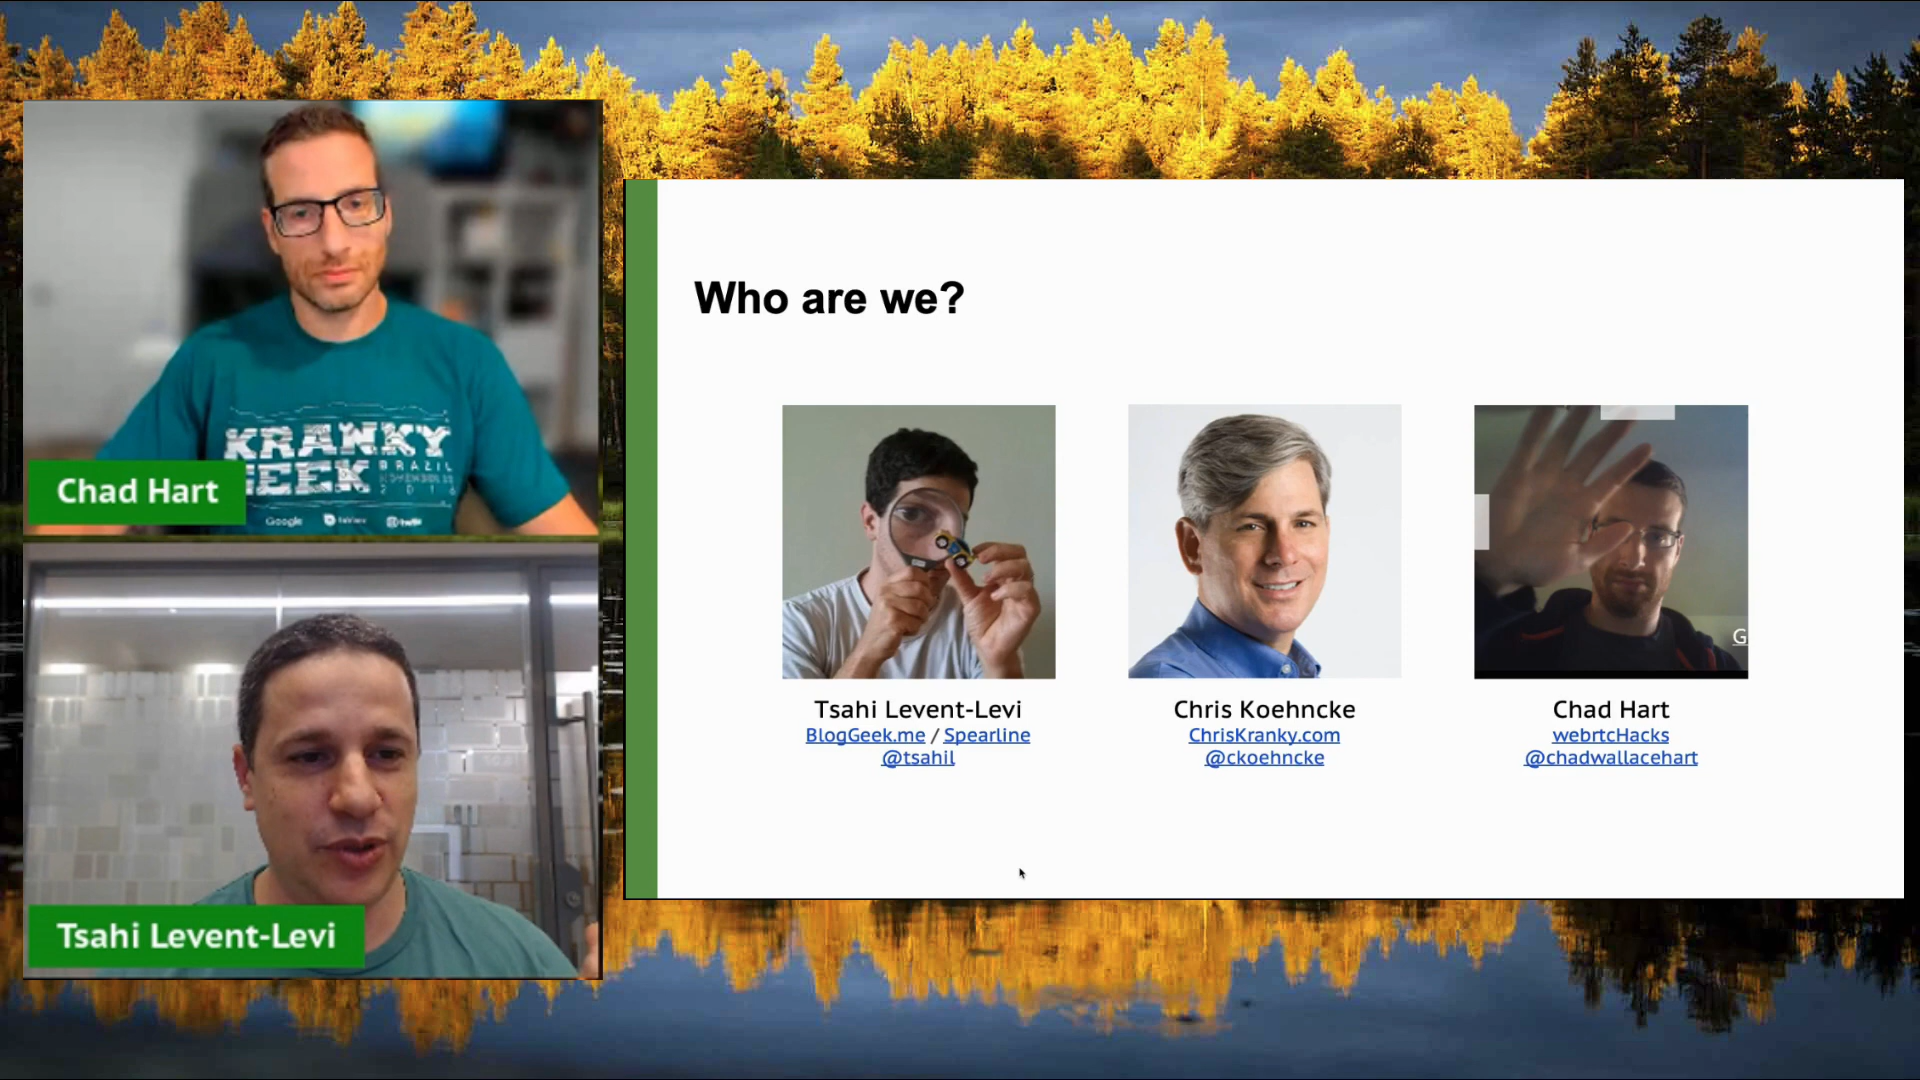 KRANKY
GEEK
BRAZIL
2016
Google
Chad Hart
Tsahi Levent-Levi
Who are we?
G
Tsahi Levent-Levi
BlogGeek.me / Spearline
@tsahil
Chris Koehncke
ChrisKranky.com
@ckoehncke
Chad Hart
webrtcHacks
@chadwallacehart